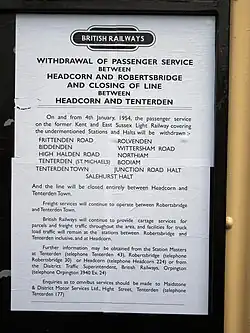 BRITISH RAILWAYS
WITHDRAWAL OF PASSENGER SERVICE
BETWEEN
HEADCORN AND ROBERTSBRIDGE
AND CLOSING OF LINE
BETWEEN
HEADCORN AND TENTERDEN
On and from 4th January, 1954, the passenger service
on the former Kent and East Sussex Light Railway covering
the undermentioned Stations and Halts will be withdrawn :-
FRITTENDEN ROAD ROLVENDEN
BIDDENDEN WITTERSHAM ROAD
HIGH HALDEN ROAD NORTHIAM
TENTERDEN (ST. MICHAELS) BODIAM
TENTERDEN TOWN JUNCTION ROAD HALT
SALEHURST HALT
And the line will be closed entirely between Headcorn and
Tenterden Town.
Freight services will continue to operate between Robertsbridge
and Tenterden Town.
British Railways will continue to provide cartage services for
parcels and freight traffic throughout the area, and facilities for truck
load traffic will remain at the stations between Robertsbridge and
Tenterden inclusive, and at Headcorn.
Further information may be obtained from the Station Masters
at Tenterden (telephone Tenterden 43), Robertsbridge (telephone
Robertsbridge 20) or Headcorn (telephone Headcorn 224) or from
the District Traffic Superintendent, British Railways, Orpington
(telephone Orpington 3940 Ex. 24)
Enquiries as to omnibus services should be made to Maidstone
& District Motor Services Ltd., Hight Street, Tenterden (telephone
Tenterden (77)